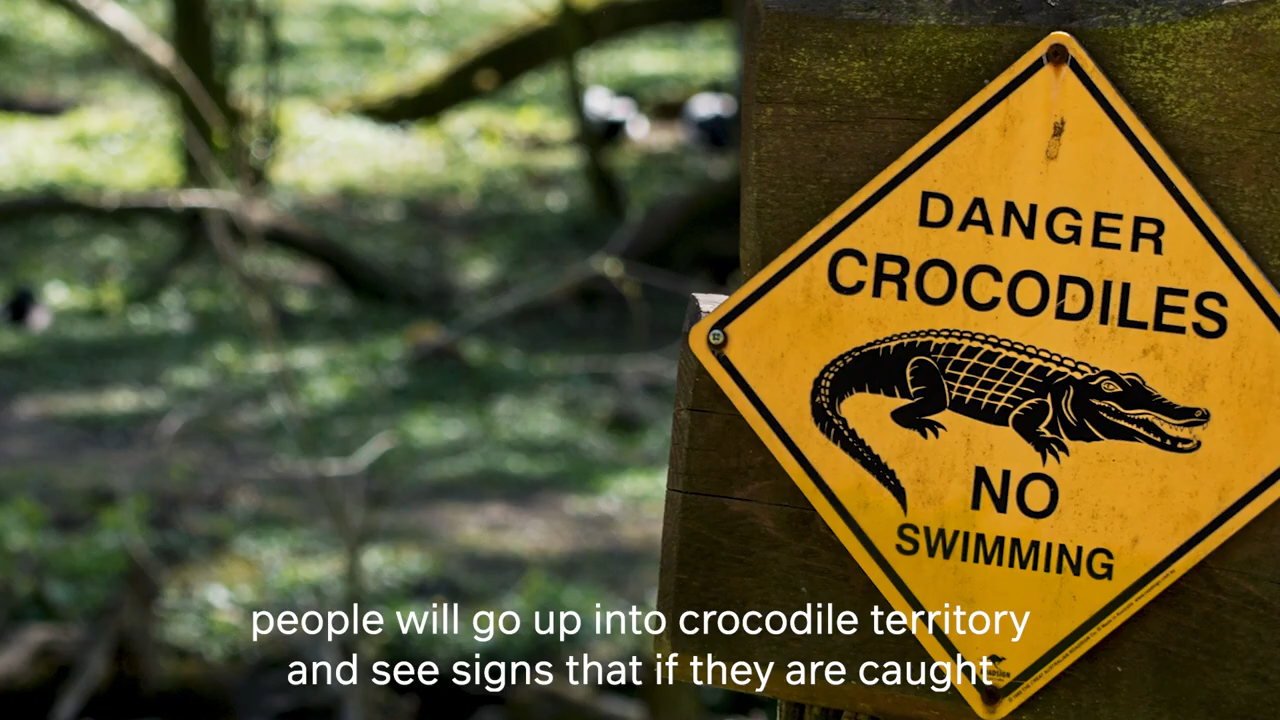 DANGER
CROCODILES
NO
SWIMMING
people will go up into crocodile territory
and see signs that if they are caught